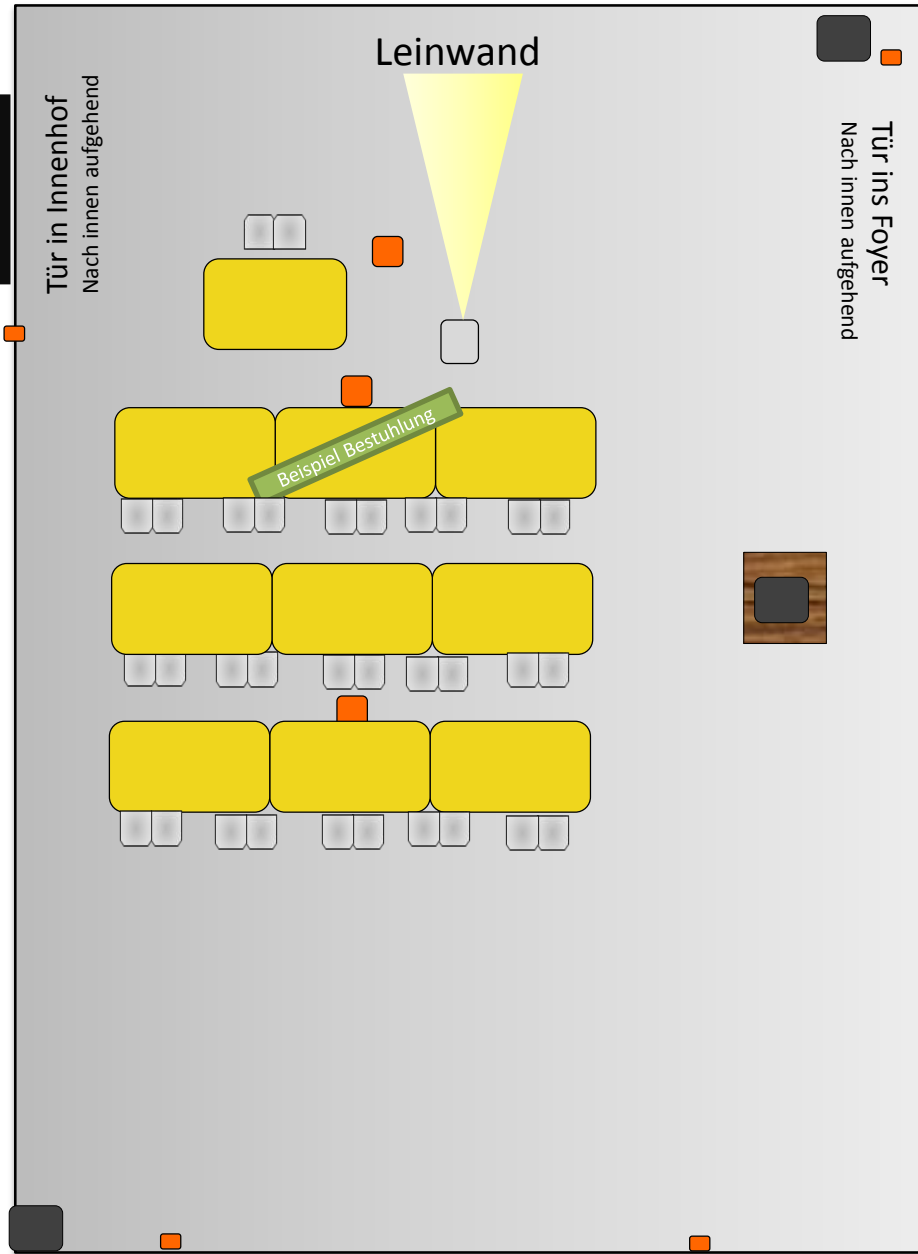 Leinwand
Tür in Innenhof
Nach innen aufgehend
Tür ins Foyer
Nach innen aufgehend
Beispiel Bestuhlung